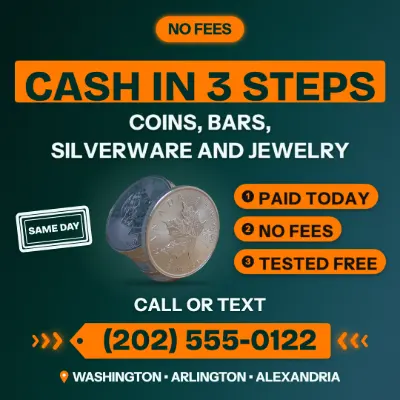 NO FEES
CASH IN 3 STEPS
COINS, BARS,
SILVERWARE AND JEWELRY
SAME DAY
1 PAID TODAY
2 NO FEES
3 TESTED FREE
CALL OR TEXT
(202) 555-0122
WASHINGTON • ARLINGTON • ALEXANDRIA